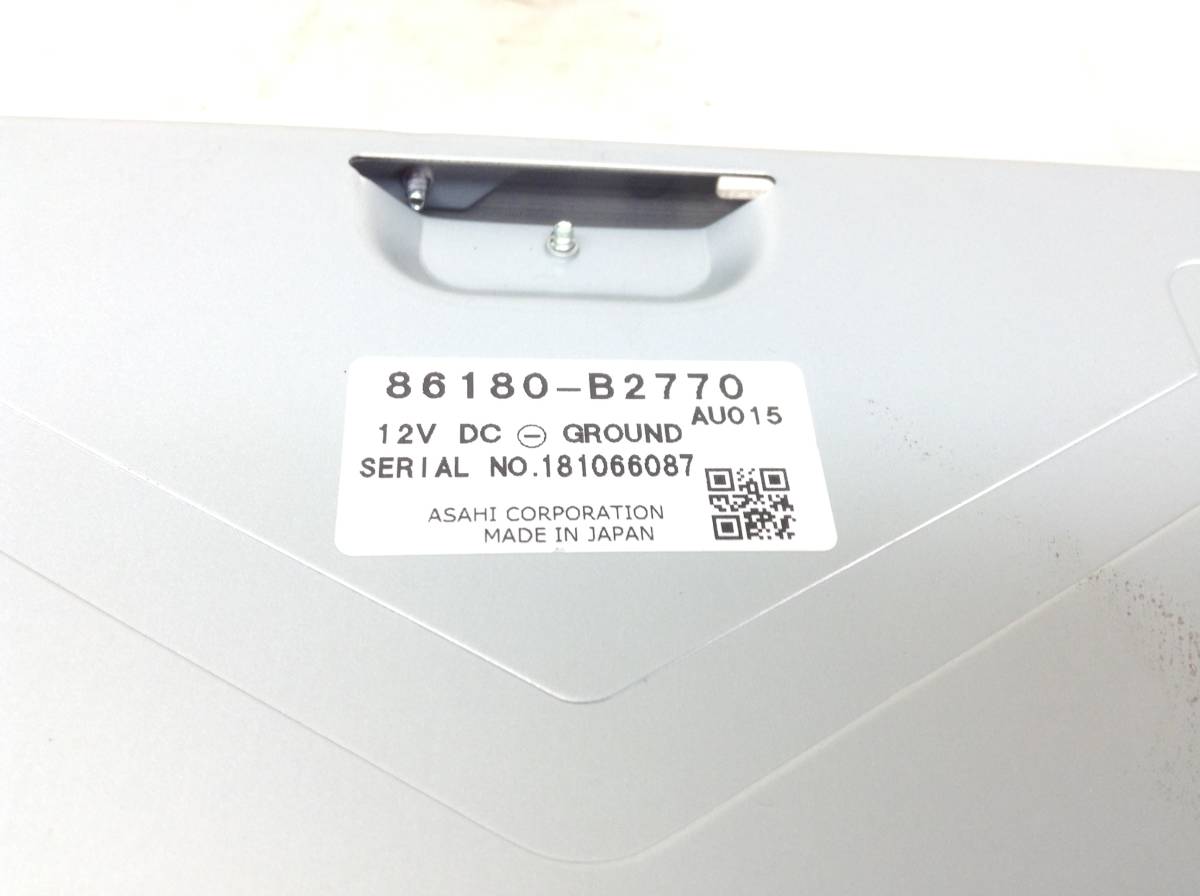 86180-B2770
AU015
12V DC ⊖ GROUND
SERIAL NO.181066087
ASAHI CORPORATION
MADE IN JAPAN